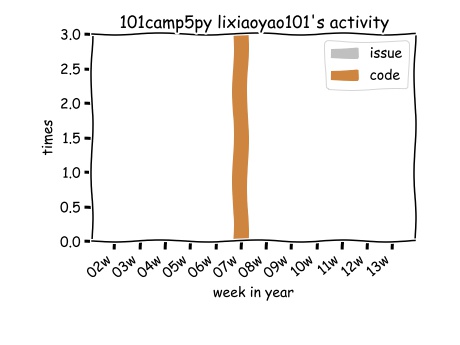 101camp5py lixiaoyao101's activity
3.0
2.5
2.0
1.5
1.0
0.5
0.0
times
issue
code
02w 03w 04w 05w 06w 07w 08w 09w 10w 11w 12w 13w
week in year